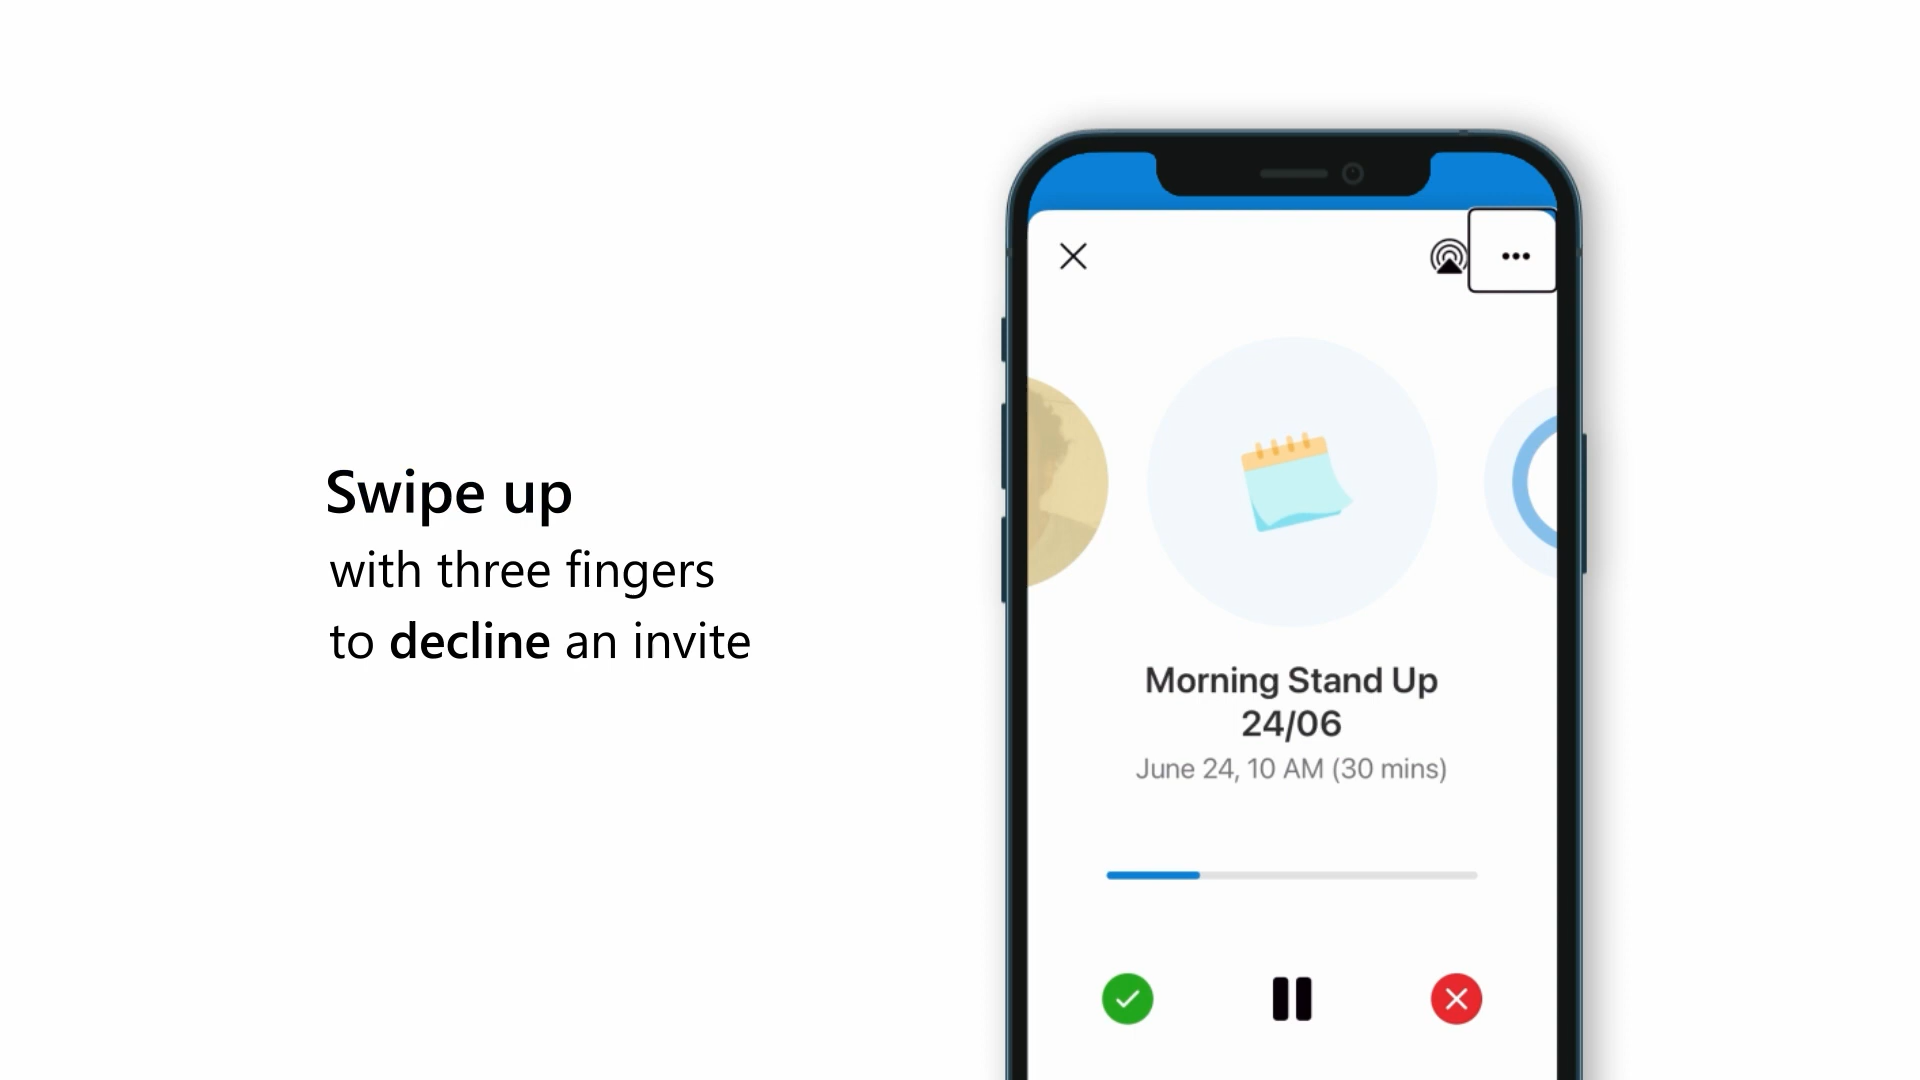 Swipe up
with three fingers
to decline an invite
Morning Stand Up
24/06
June 24, 10 AM (30 mins)